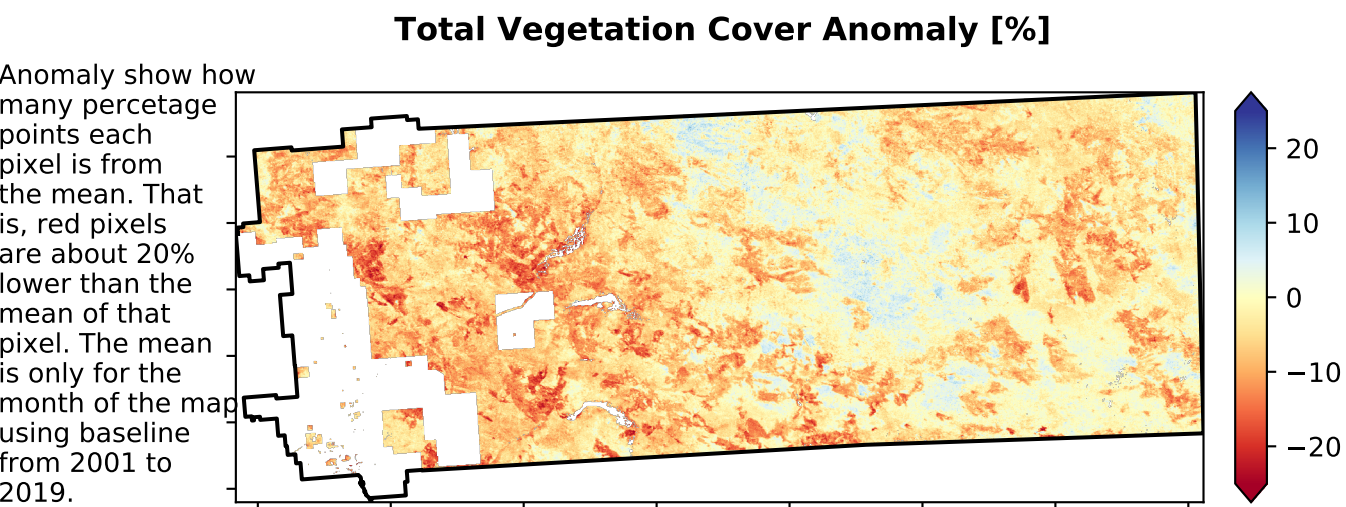 Total Vegetation Cover Anomaly [%]
Anomaly show how
many percetage
points each
pixel is from
the mean. That
is, red pixels
are about 20%
lower than the
mean of that
pixel. The mean
is only for the
month of the map
using baseline
from 2001 to
2019.
20
10
0
−10
−20